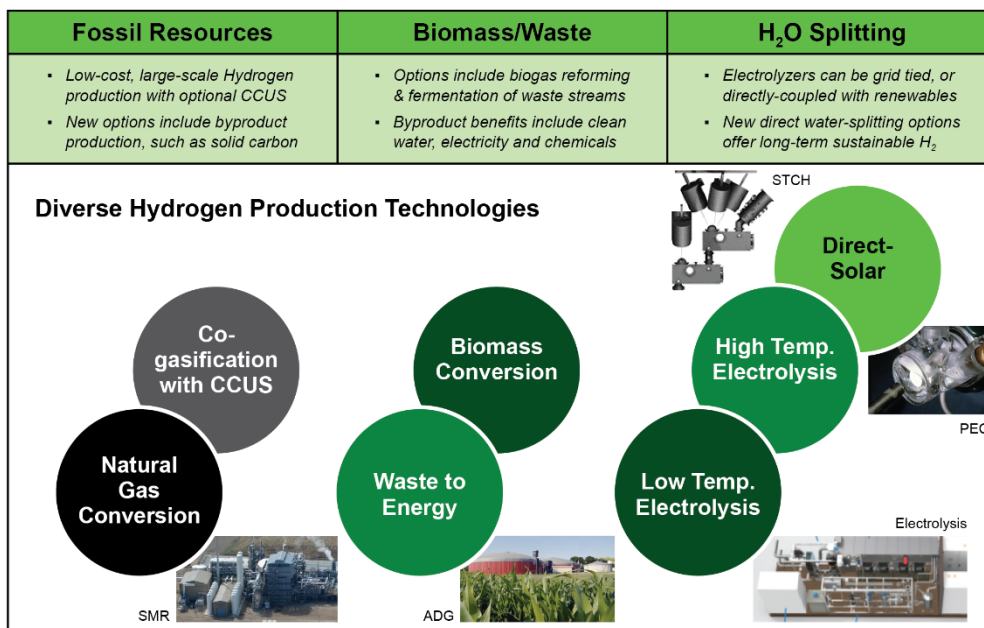 Fossil Resources
▪ Low-cost, large-scale Hydrogen
production with optional CCUS
▪ New options include byproduct
production, such as solid carbon
Biomass/Waste
▪ Options include biogas reforming
& fermentation of waste streams
▪ Byproduct benefits include clean
water, electricity and chemicals
H₂O Splitting
▪ Electrolyzers can be grid tied, or
directly-coupled with renewables
▪ New direct water-splitting options
offer long-term sustainable H₂
Diverse Hydrogen Production Technologies
STCH
Direct-
Solar
Co-
gasification
with CCUS
Biomass
Conversion
High Temp.
Electrolysis
PEC
Natural
Gas
Conversion
Waste to
Energy
Low Temp.
Electrolysis
Electrolysis
SMR
ADG